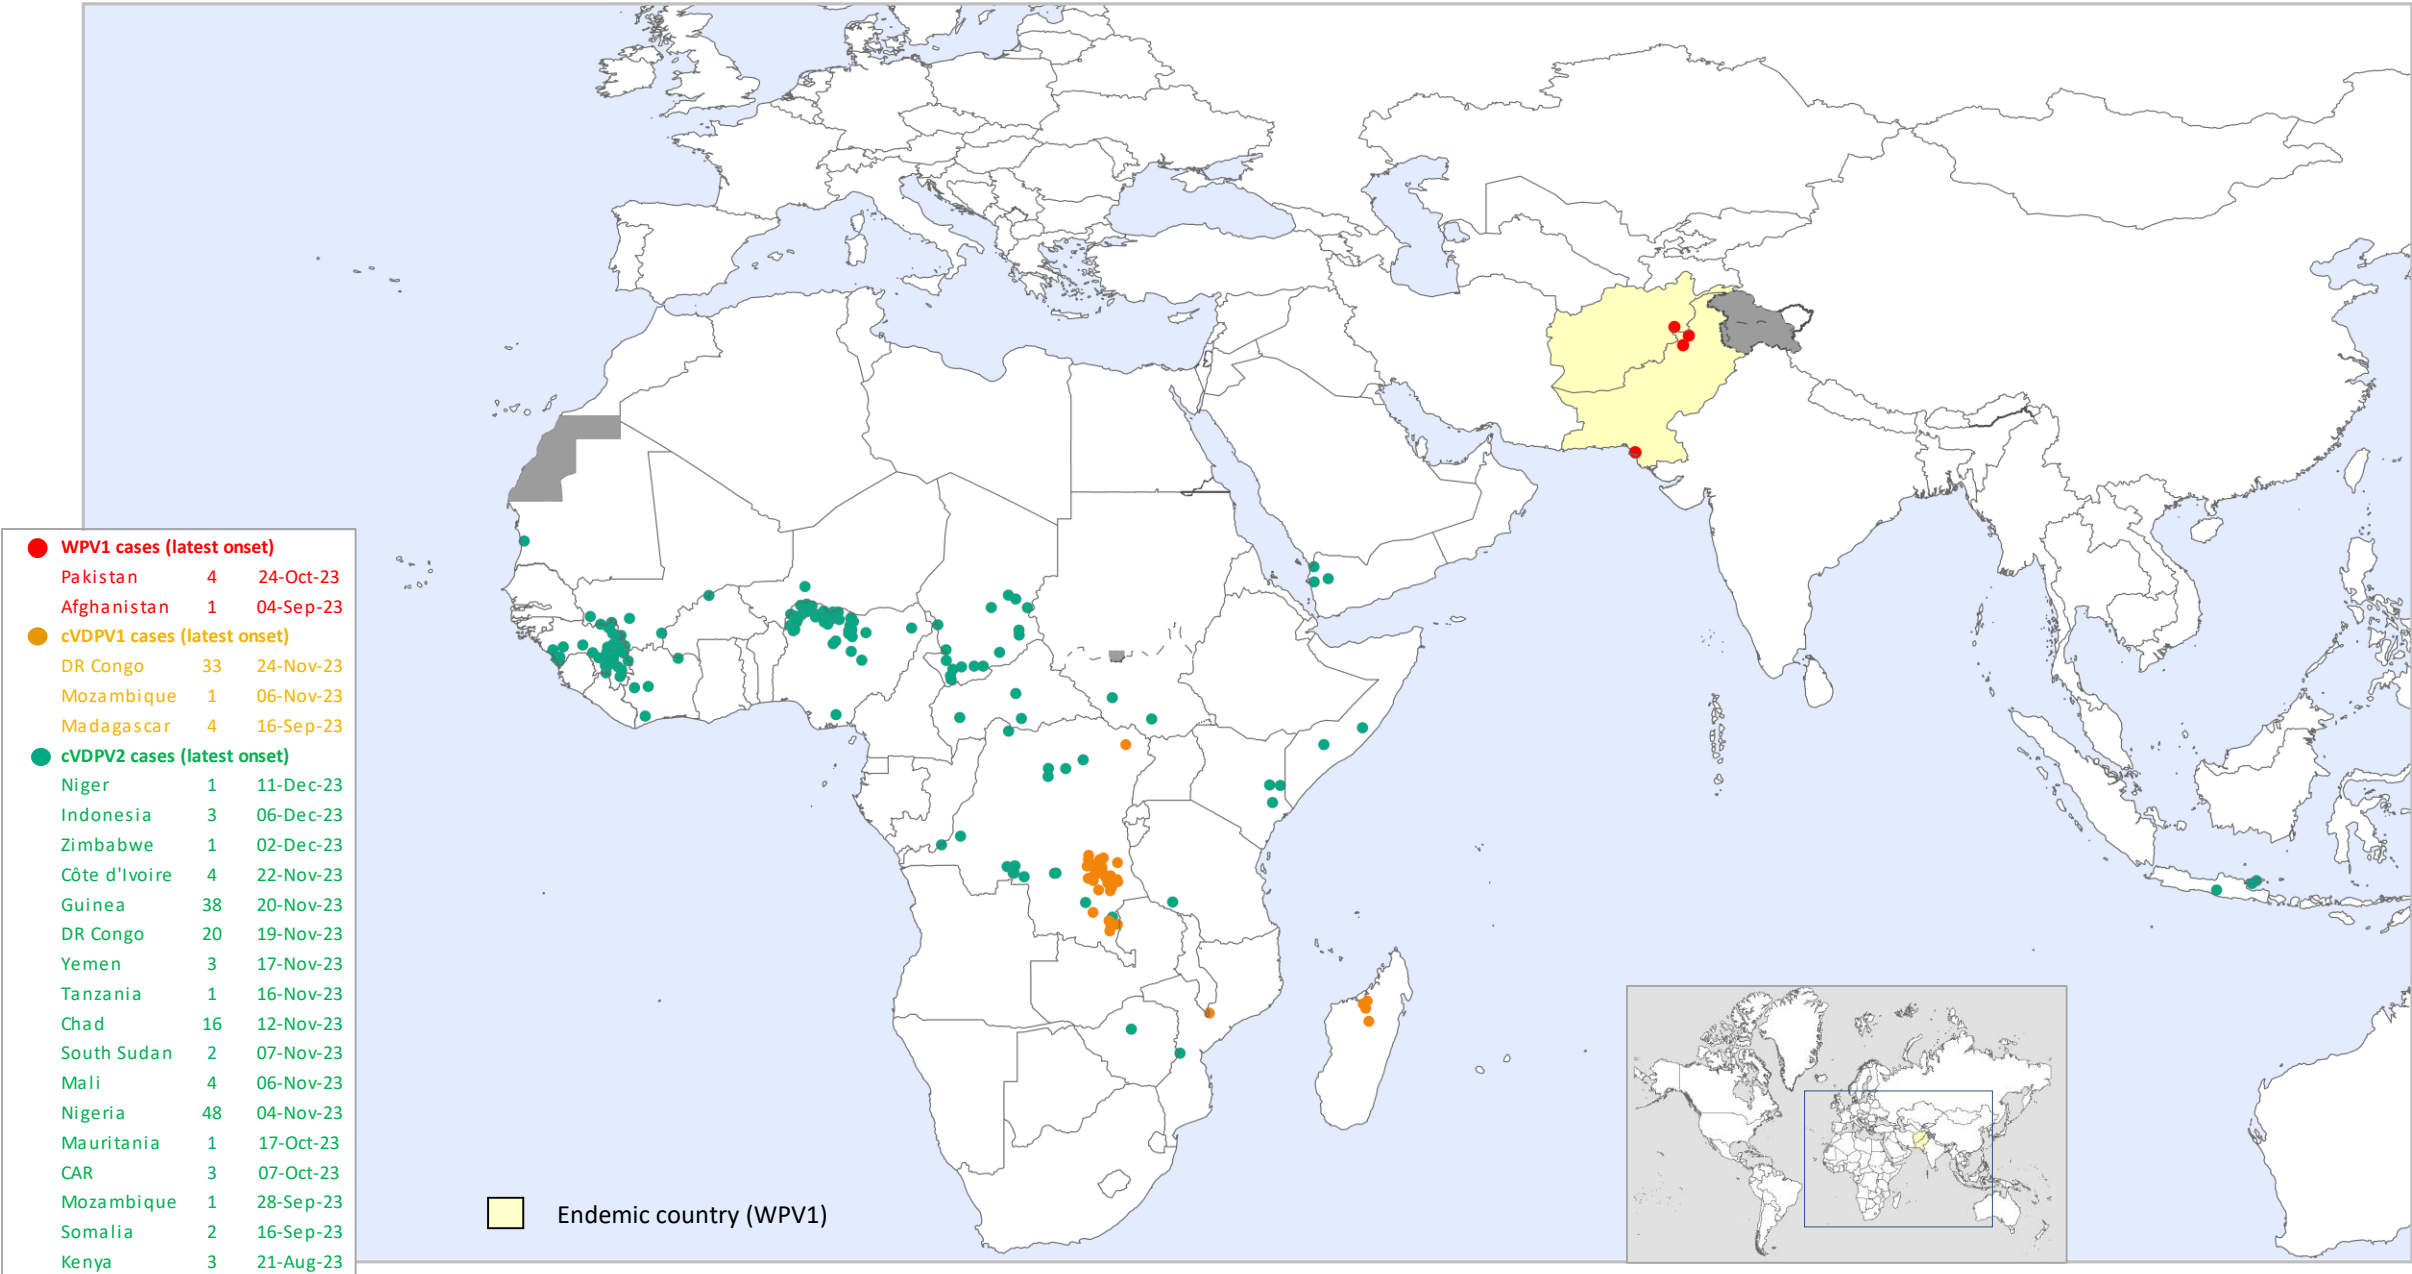 WPV1 cases (latest onset)
Pakistan 4 24-Oct-23
Afghanistan 1 04-Sep-23
cVDPV1 cases (latest onset)
DR Congo 33 24-Nov-23
Mozambique 1 06-Nov-23
Madagascar 4 16-Sep-23
cVDPV2 cases (latest onset)
Niger 1 11-Dec-23
Indonesia 3 06-Dec-23
Zimbabwe 1 02-Dec-23
Côte d'Ivoire 4 22-Nov-23
Guinea 38 20-Nov-23
DR Congo 20 19-Nov-23
Yemen 3 17-Nov-23
Tanzania 1 16-Nov-23
Chad 16 12-Nov-23
South Sudan 2 07-Nov-23
Mali 4 06-Nov-23
Nigeria 48 04-Nov-23
Mauritania 1 17-Oct-23
CAR 3 07-Oct-23
Mozambique 1 28-Sep-23
Somalia 2 16-Sep-23
Kenya 3 21-Aug-23
Endemic country (WPV1)